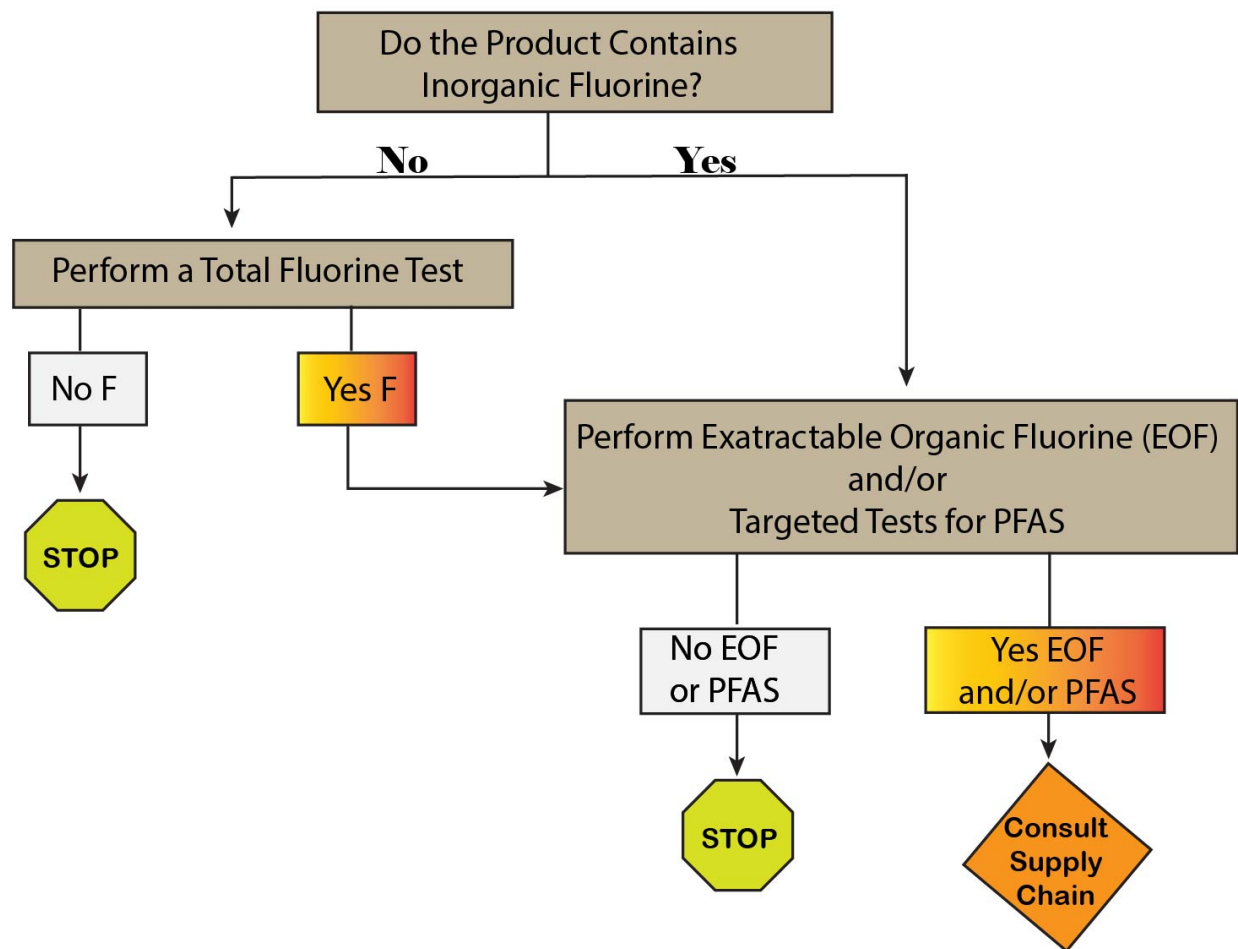 Do the Product Contains
Inorganic Fluorine?
No
Yes
Perform a Total Fluorine Test
No F
Yes F
Perform Exatractable Organic Fluorine (EOF)
and/or
Targeted Tests for PFAS
STOP
No EOF
or PFAS
Yes EOF
and/or PFAS
STOP
Consult
Supply
Chain